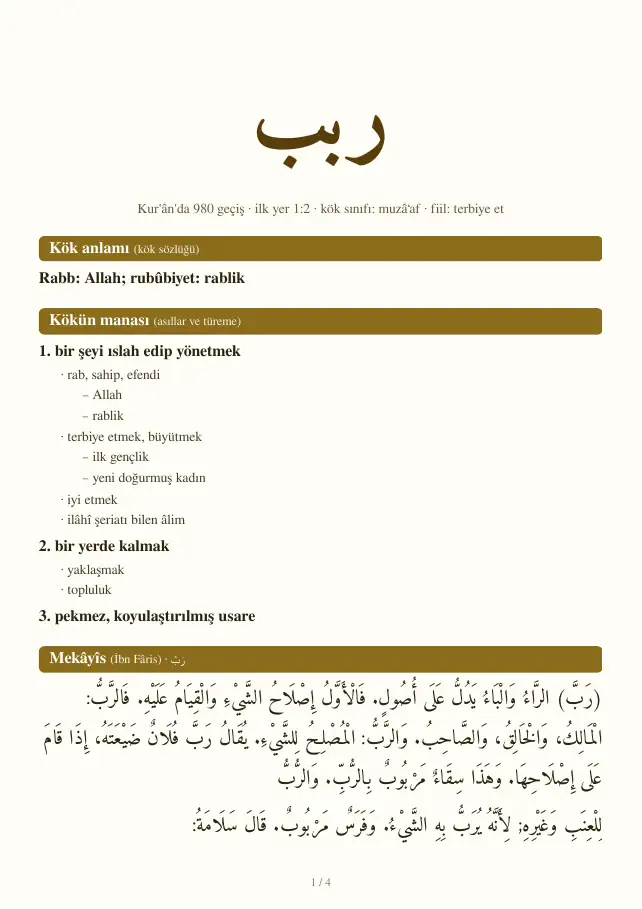 ربب
Kur'ân'da 980 geçiş · ilk yer 1:2 · kök sınıfı: muzâ'af · fiil: terbiye et
Kök anlamı (kök sözlüğü)
Rabb: Allah; rubûbiyet: rablik
Kökün manası (asıllar ve türeme)
1. bir şeyi ıslah edip yönetmek
· rab, sahip, efendi
– Allah
– rablik
· terbiye etmek, büyütmek
– ilk gençlik
– yeni doğurmuş kadın
· iyi etmek
· ilâhî şeriatı bilen âlim
2. bir yerde kalmak
· yaklaşmak
· topluluk
3. pekmez, koyulaştırılmış usare
Mekâyîs (İbn Fâris) · رَبّ
(رَبَّ) الرَّاءُ وَالْبَاءُ يَدُلُّ عَلَى أُصُولٍ. فَالْأَوَّلُ إِصْلَاحُ الشَّيْءِ وَالْقِيَامُ عَلَيْهِ. فَالرَّبُّ:
الْمَالِكُ، وَالْخَالِقُ، وَالصَّاحِبُ. وَالرَّبُّ: الْمُصْلِحُ لِلشَّيْءِ. يُقَالُ رَبَّ فُلَانٌ ضَيْعَتَهُ، إِذَا قَامَ
عَلَى إِصْلَاحِهَا. وَهَذَا سِقَاءٌ مَرْبُوبٌ بِالرُّبِّ. وَالرُّبُّ
لِلْعِنَبِ وَغَيْرِهِ; لِأَنَّهُ يُرَبُّ بِهِ الشَّيْءُ. وَفَرَسٌ مَرْبُوبٌ. قَالَ سَلَامَةُ:
1 / 4